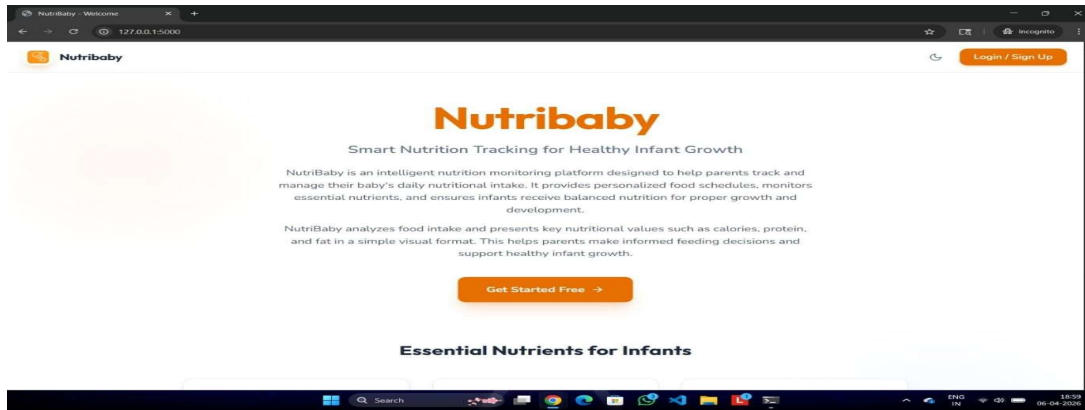 NutriBaby - Welcome
127.0.0.1:5000
Incognito
Nutribaby
Login / Sign Up
Nutribaby
Smart Nutrition Tracking for Healthy Infant Growth
NutriBaby is an intelligent nutrition monitoring platform designed to help parents track and
manage their baby's daily nutritional intake. It provides personalized food schedules, monitors
essential nutrients, and ensures infants receive balanced nutrition for proper growth and
development.
NutriBaby analyzes food intake and presents key nutritional values such as calories, protein,
and fat in a simple visual format. This helps parents make informed feeding decisions and
support healthy infant growth.
Get Started Free →
Essential Nutrients for Infants
Search
ENG
IN
18:59
06-04-2026